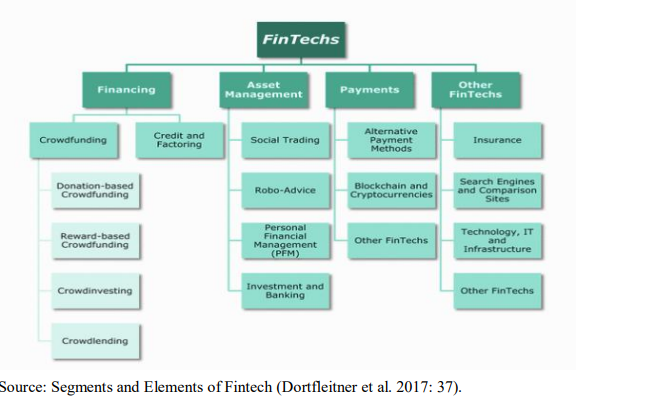 FinTechs
Financing
Asset
Management
Payments
Other
FinTechs
Crowdfunding
Credit and
Factoring
Social Trading
Alternative
Payment
Methods
Insurance
Donation-based
Crowdfunding
Robo-Advice
Blockchain and
Cryptocurrencies
Search Engines
and Comparison
Sites
Reward-based
Crowdfunding
Personal
Financial
Management
(PFM)
Other FinTechs
Technology, IT
and
Infrastructure
Crowdinvesting
Investment and
Banking
Other FinTechs
Crowdlending
Source: Segments and Elements of Fintech (Dortfleitner et al. 2017: 37).